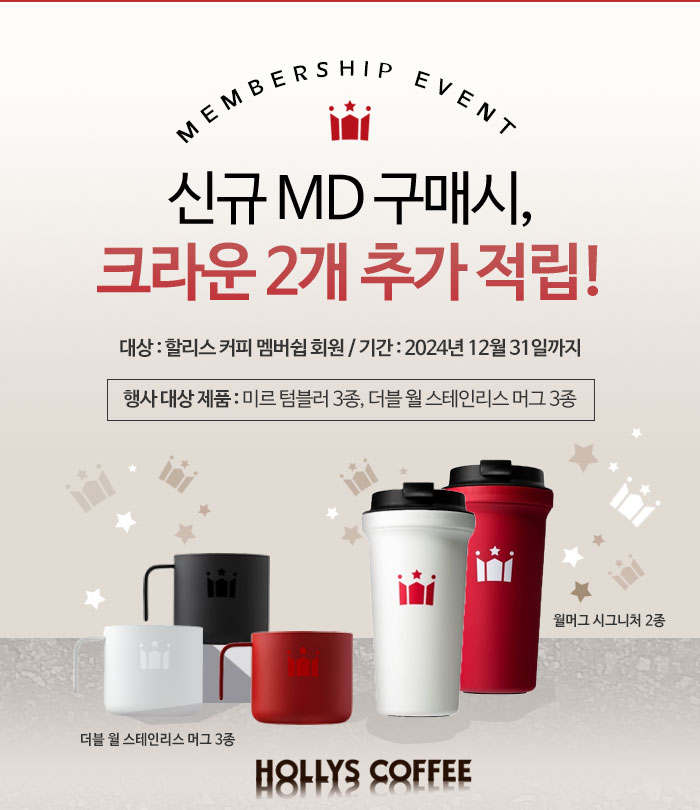 MEMBERSHIP EVENT
신규 MD 구매시,
크라운 2개 추가 적립!
대상 : 할리스 커피 멤버쉽 회원 / 기간 : 2024년 12월 31일까지
행사 대상 제품 : 미르 텀블러 3종, 더블 월 스테인리스 머그 3종
월머그 시그니처 2종
더블 월 스테인리스 머그 3종
HOLLYS COFFEE